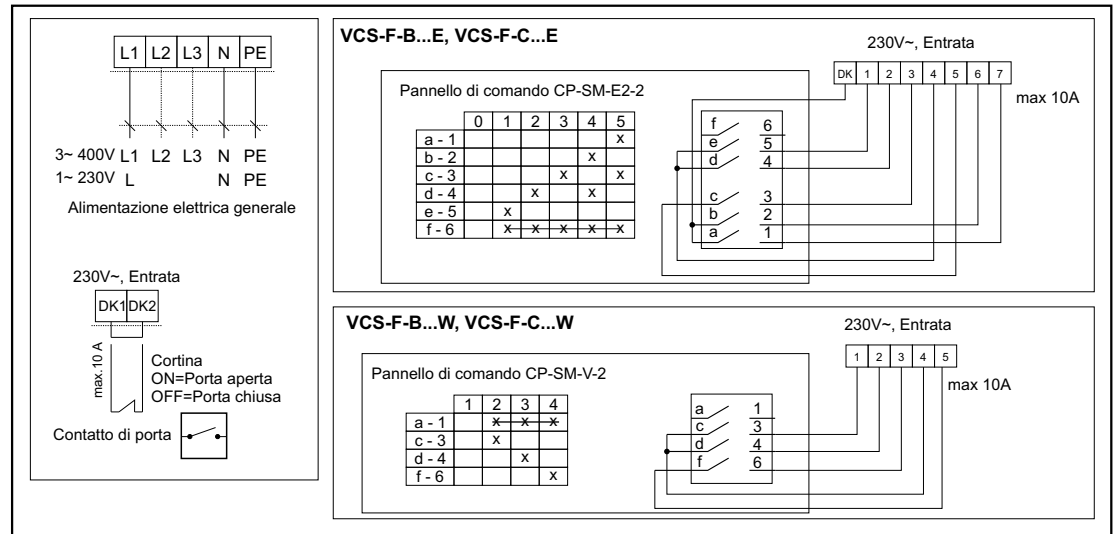 L1 L2 L3 N PE
3~ 400V L1 L2 L3 N PE
1~ 230V L N PE
Alimentazione elettrica generale
230V~, Entrata
DK1 DK2
max.10 A
Cortina
ON=Porta aperta
OFF=Porta chiusa
Contatto di porta
VCS-F-B...E, VCS-F-C...E
230V~, Entrata
DK 1 2 3 4 5 6 7
max 10A
Pannello di comando CP-SM-E2-2
0 1 2 3 4 5
a - 1 x
b - 2 x
c - 3 x x
d - 4 x x
e - 5 x
f - 6 x x x x x
f 6
e 5
d 4
c 3
b 2
a 1
VCS-F-B...W, VCS-F-C...W
230V~, Entrata
1 2 3 4 5
max 10A
Pannello di comando CP-SM-V-2
1 2 3 4
a - 1 x x x
c - 3 x
d - 4 x
f - 6 x
a 1
c 3
d 4
f 6